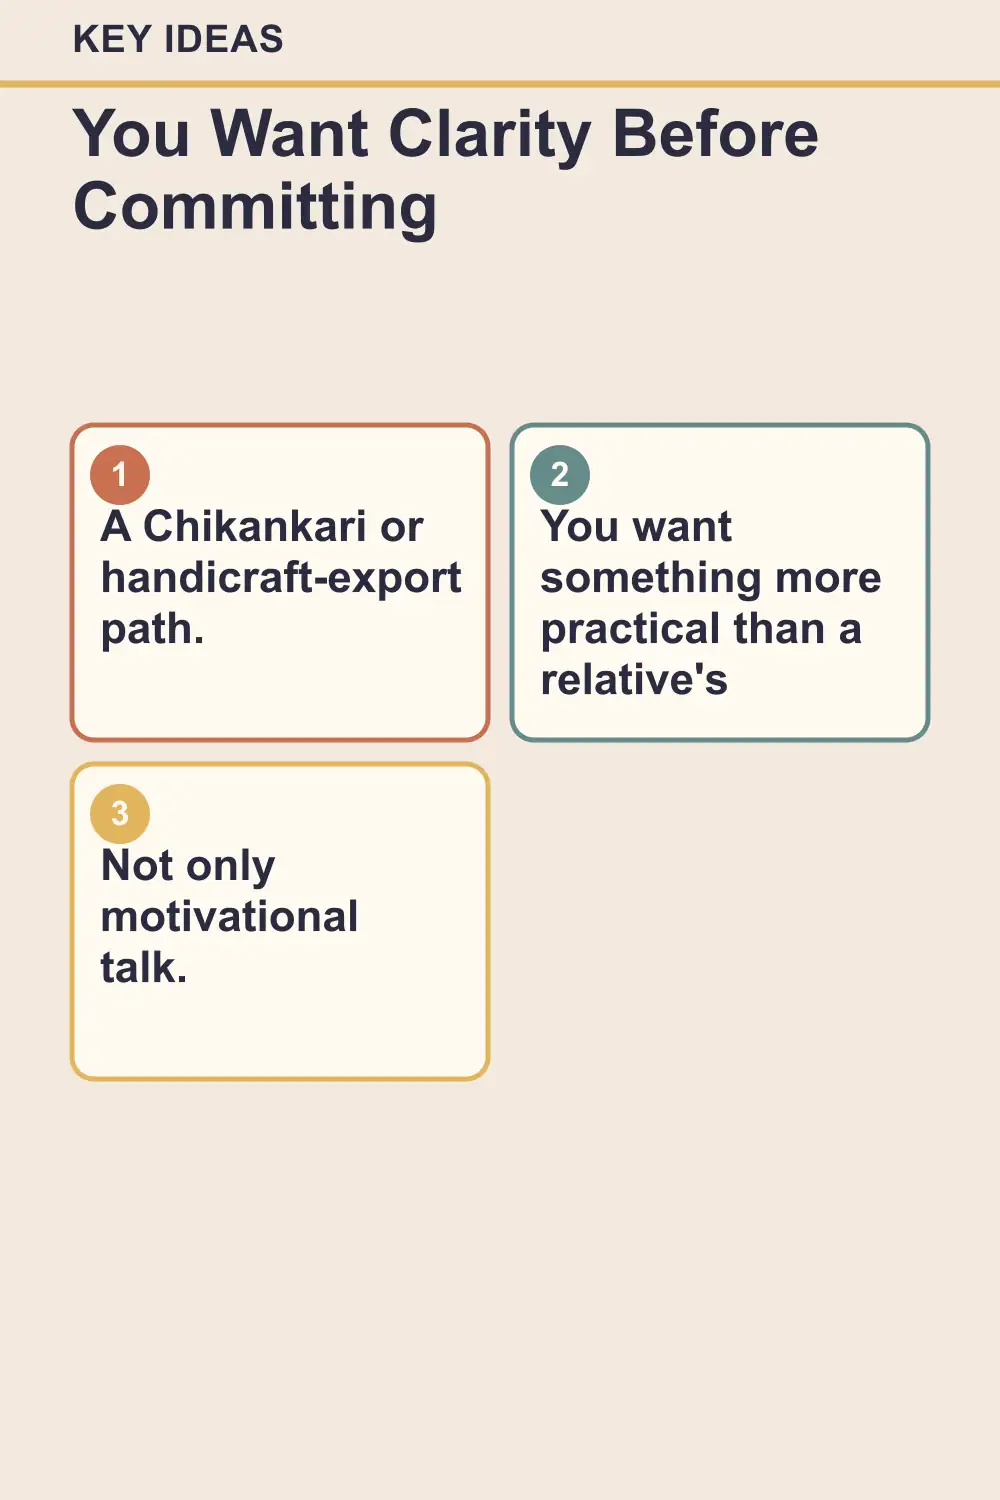 KEY IDEAS
You Want Clarity Before
Committing
1
A Chikankari or
handicraft-export
path.
2
You want
something more
practical than a
relative's
3
Not only
motivational
talk.